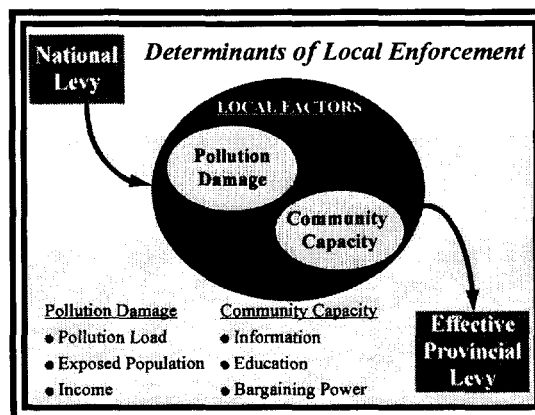 National
Levy
Determinants of Local Enforcement
LOCAL FACTORS
Pollution
Damage
Community
Capacity
Pollution Damage
● Pollution Load
● Exposed Population
● Income
Community Capacity
● Information
● Education
● Bargaining Power
Effective
Provincial
Levy